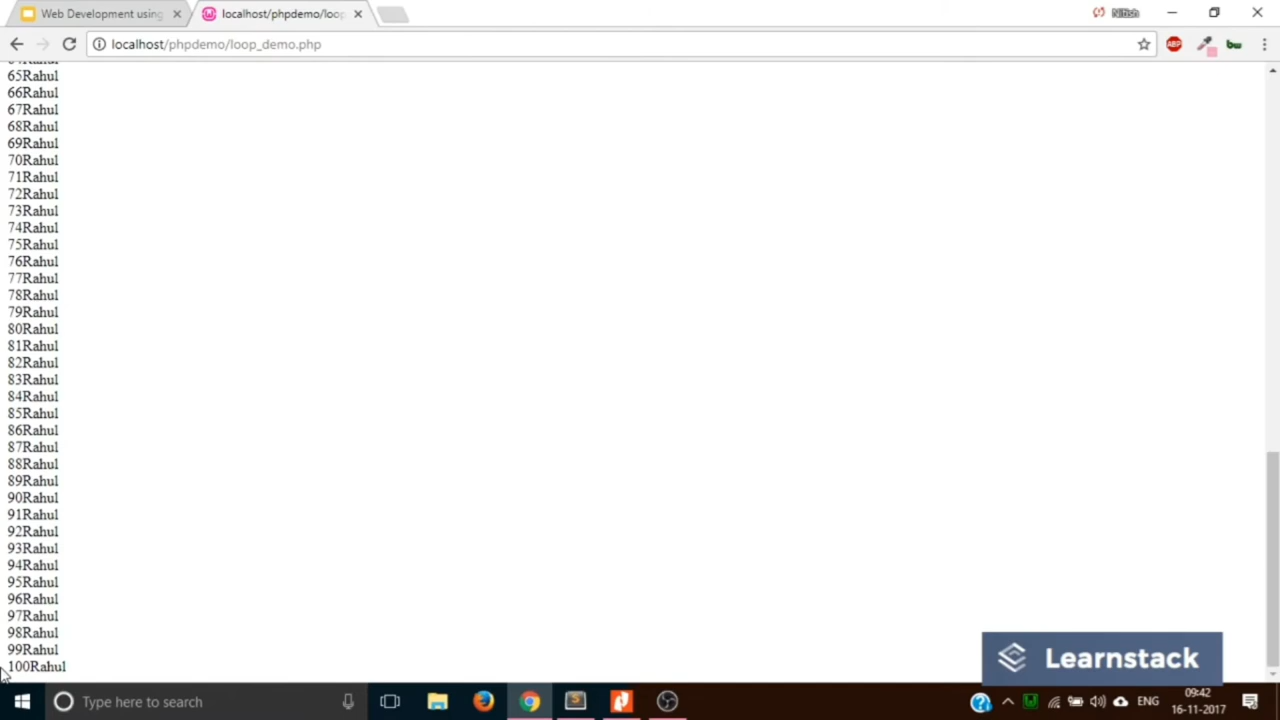 Web Development using
localhost/phpdemo/loop
Nitish
localhost/phpdemo/loop_demo.php
ABP
64Rahul
65Rahul
66Rahul
67Rahul
68Rahul
69Rahul
70Rahul
71Rahul
72Rahul
73Rahul
74Rahul
75Rahul
76Rahul
77Rahul
78Rahul
79Rahul
80Rahul
81Rahul
82Rahul
83Rahul
84Rahul
85Rahul
86Rahul
87Rahul
88Rahul
89Rahul
90Rahul
91Rahul
92Rahul
93Rahul
94Rahul
95Rahul
96Rahul
97Rahul
98Rahul
99Rahul
100Rahul
Learnstack
Type here to search
ENG
09:42
16-11-2017